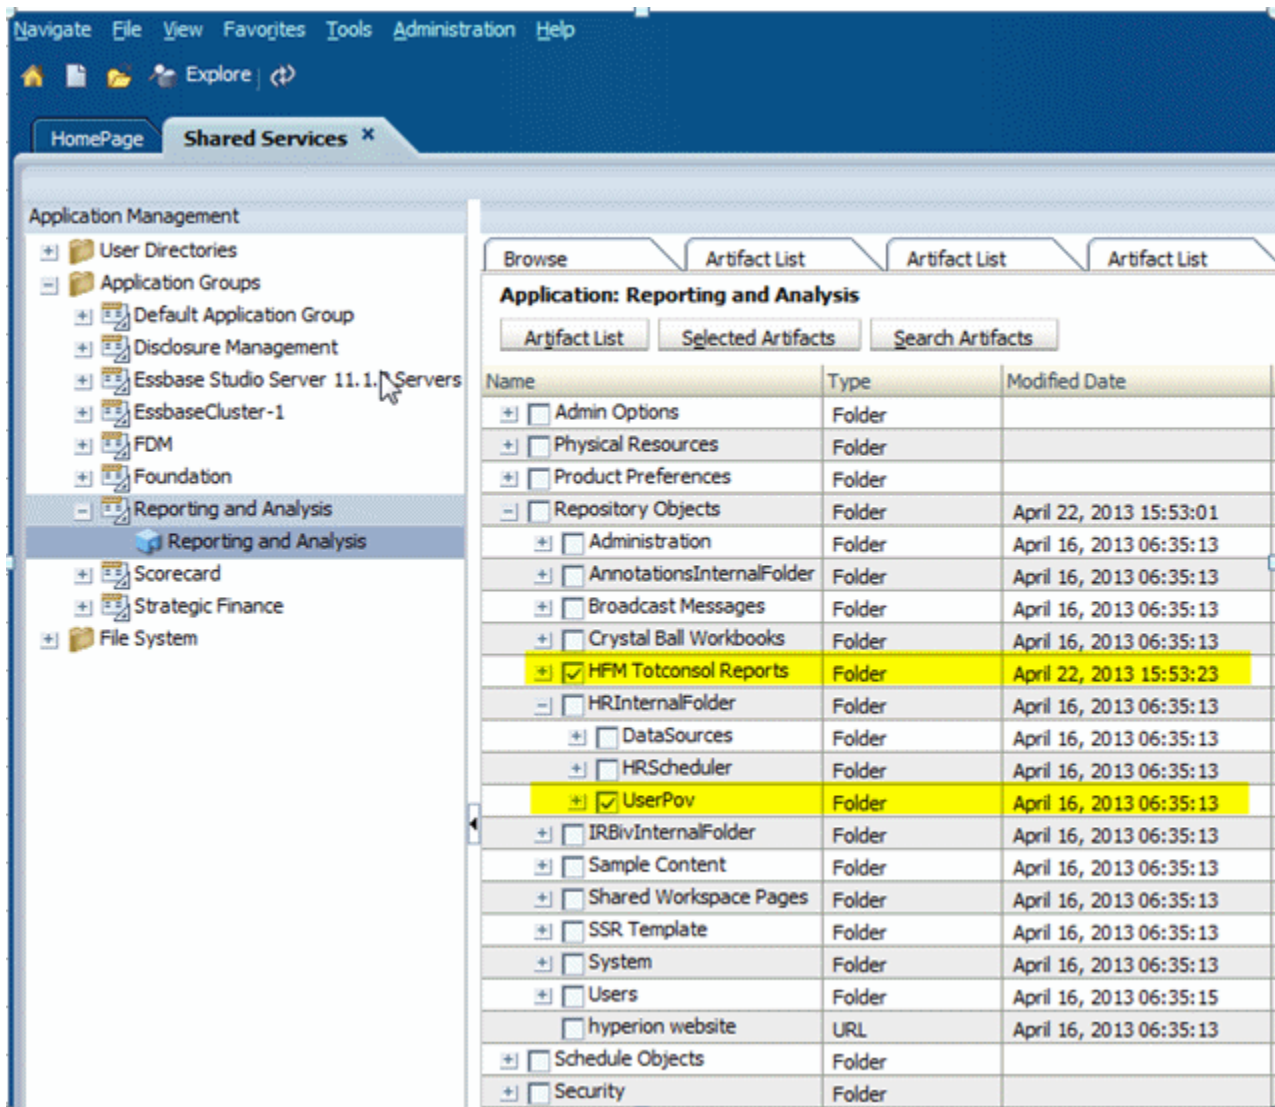 Navigate File View Favorites Tools Administration Help
Explore
HomePage Shared Services
Application Management
User Directories
Application Groups
Default Application Group
Disclosure Management
Essbase Studio Server 11.1. Servers
EssbaseCluster-1
FDM
Foundation
Reporting and Analysis
Reporting and Analysis
Scorecard
Strategic Finance
File System
Browse Artifact List Artifact List Artifact List
Application: Reporting and Analysis
Artifact List Selected Artifacts Search Artifacts
Name Type Modified Date
Admin Options Folder
Physical Resources Folder
Product Preferences Folder
Repository Objects Folder April 22, 2013 15:53:01
Administration Folder April 16, 2013 06:35:13
AnnotationsInternalFolder Folder April 16, 2013 06:35:13
Broadcast Messages Folder April 16, 2013 06:35:13
Crystal Ball Workbooks Folder April 16, 2013 06:35:13
HFM Totconsol Reports Folder April 22, 2013 15:53:23
HRInternalFolder Folder April 16, 2013 06:35:13
DataSources Folder April 16, 2013 06:35:13
HRScheduler Folder April 16, 2013 06:35:13
UserPov Folder April 16, 2013 06:35:13
IRBivInternalFolder Folder April 16, 2013 06:35:13
Sample Content Folder April 16, 2013 06:35:13
Shared Workspace Pages Folder April 16, 2013 06:35:13
SSR Template Folder April 16, 2013 06:35:13
System Folder April 16, 2013 06:35:13
Users Folder April 16, 2013 06:35:15
hyperion website URL April 16, 2013 06:35:13
Schedule Objects Folder
Security Folder